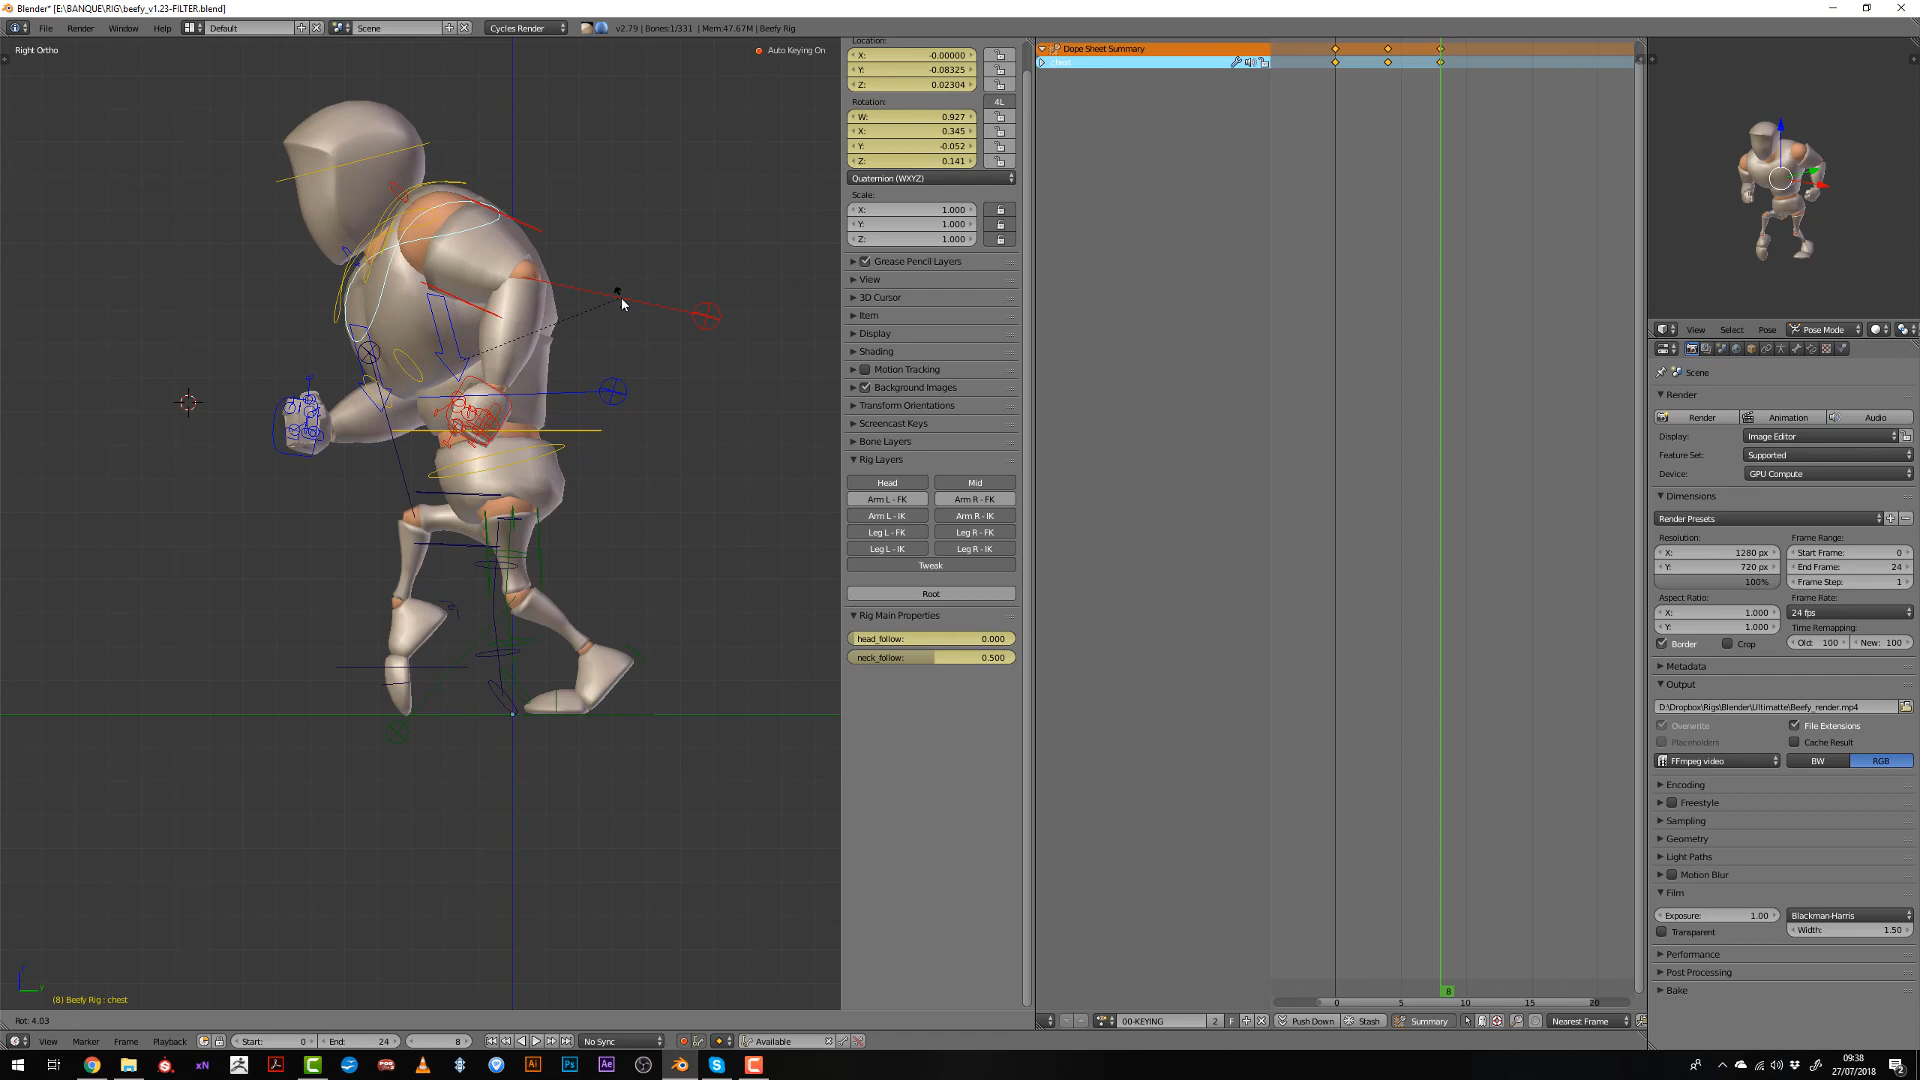 Blender* [E:\BANQUE\RIG\beefy_v1.23-FILTER.blend]
File Render Window Help Default Scene Cycles Render v2.79 | Bones:1/331 | Mem:47.67M | Beefy Rig
Right Ortho
Auto Keying On
Location:
X: -0.00000
Y: -0.08325
Z: 0.02304
Rotation: 4L
W: 0.927
X: 0.345
Y: -0.052
Z: 0.141
Quaternion (WXYZ)
Scale:
X: 1.000
Y: 1.000
Z: 1.000
Grease Pencil Layers
View
3D Cursor
Item
Display
Shading
Motion Tracking
Background Images
Transform Orientations
Screencast Keys
Bone Layers
Rig Layers
Head Mid
Arm L - FK Arm R - FK
Arm L - IK Arm R - IK
Leg L - FK Leg R - FK
Leg L - IK Leg R - IK
Tweak
Root
Rig Main Properties
head_follow: 0.000
neck_follow: 0.500
Dope Sheet Summary
chest
8
0 5 10 15 20
00-KEYING 2 F Push Down Stash Summary Nearest Frame
View Select Pose Pose Mode
Scene
Render
Render Animation Audio
Display: Image Editor
Feature Set: Supported
Device: GPU Compute
Dimensions
Render Presets
Resolution: Frame Range:
X: 1280 px Start Frame: 0
Y: 720 px End Frame: 24
100% Frame Step: 1
Aspect Ratio: Frame Rate:
X: 1.000 24 fps
Y: 1.000 Time Remapping:
Border Crop Old: 100 New: 100
Metadata
Output
D:\Dropbox\Rigs\Blender\Ultimatte\Beefy_render.mp4
Overwrite File Extensions
Placeholders Cache Result
FFmpeg video BW RGB
Encoding
Freestyle
Sampling
Geometry
Light Paths
Motion Blur
Film
Exposure: 1.00 Blackman-Harris
Transparent Width: 1.50
Performance
Post Processing
Bake
(8) Beefy Rig : chest
Rot: 4.03
View Marker Frame Playback Start: 0 End: 24 8 No Sync Available
xN Ai Ps Ae
09:38
27/07/2018
2